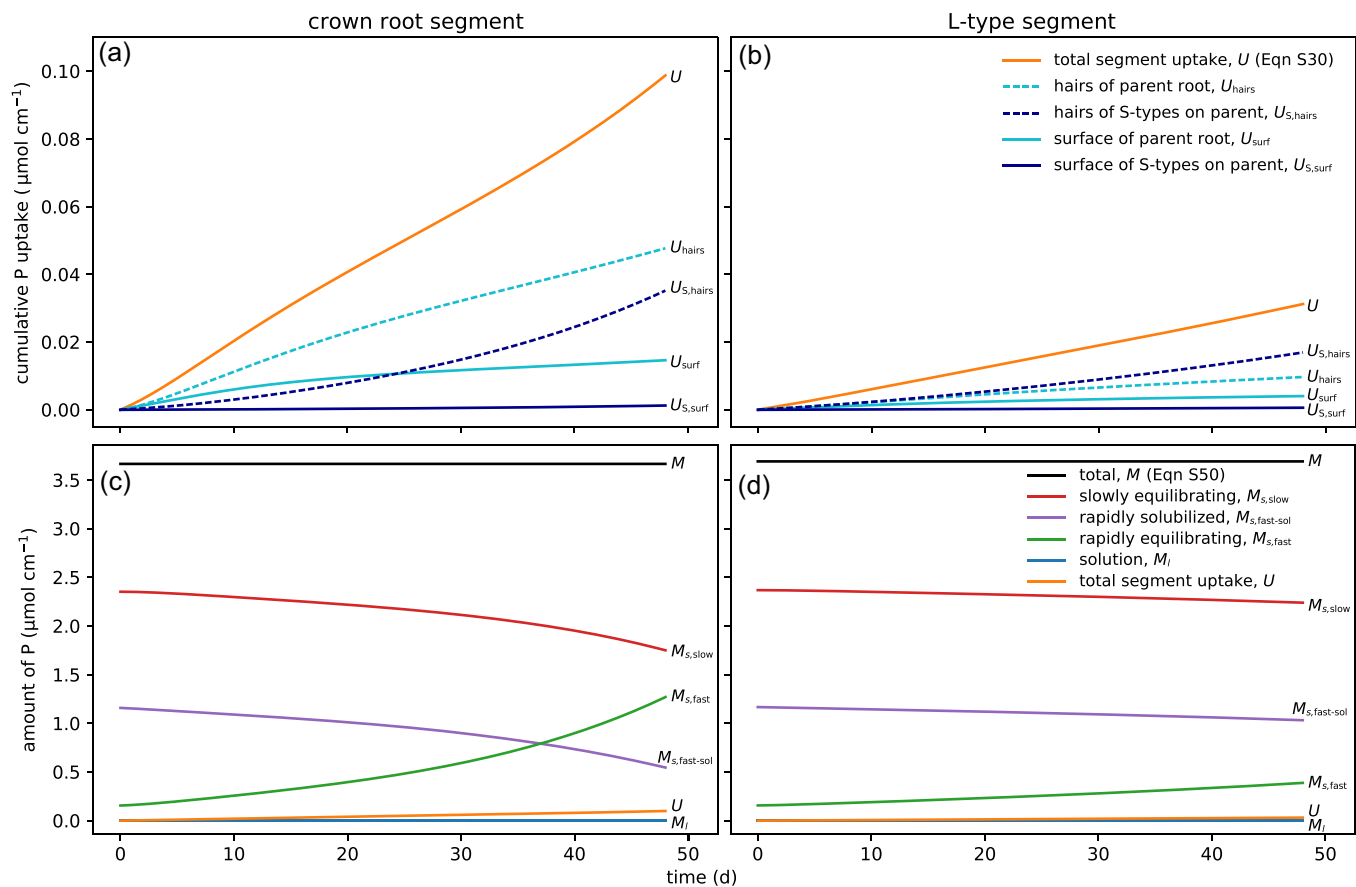 crown root segment
L-type segment
(a)
(b)
cumulative P uptake (µmol cm⁻¹)
0.10
0.08
0.06
0.04
0.02
0.00
U
U_hairs
U_S,hairs
U_surf
U_S,surf
total segment uptake, U (Eqn S30)
hairs of parent root, U_hairs
hairs of S-types on parent, U_S,hairs
surface of parent root, U_surf
surface of S-types on parent, U_S,surf
U
U_S,hairs
U_hairs
U_surf
U_S,surf
(c)
(d)
amount of P (µmol cm⁻¹)
3.5
3.0
2.5
2.0
1.5
1.0
0.5
0.0
M
M_s,slow
M_s,fast
M_s,fast-sol
U
M_l
total, M (Eqn S50)
slowly equilibrating, M_s,slow
rapidly solubilized, M_s,fast-sol
rapidly equilibrating, M_s,fast
solution, M_l
total segment uptake, U
M
M_s,slow
M_s,fast-sol
M_s,fast
U
M_l
0 10 20 30 40 50
0 10 20 30 40 50
time (d)